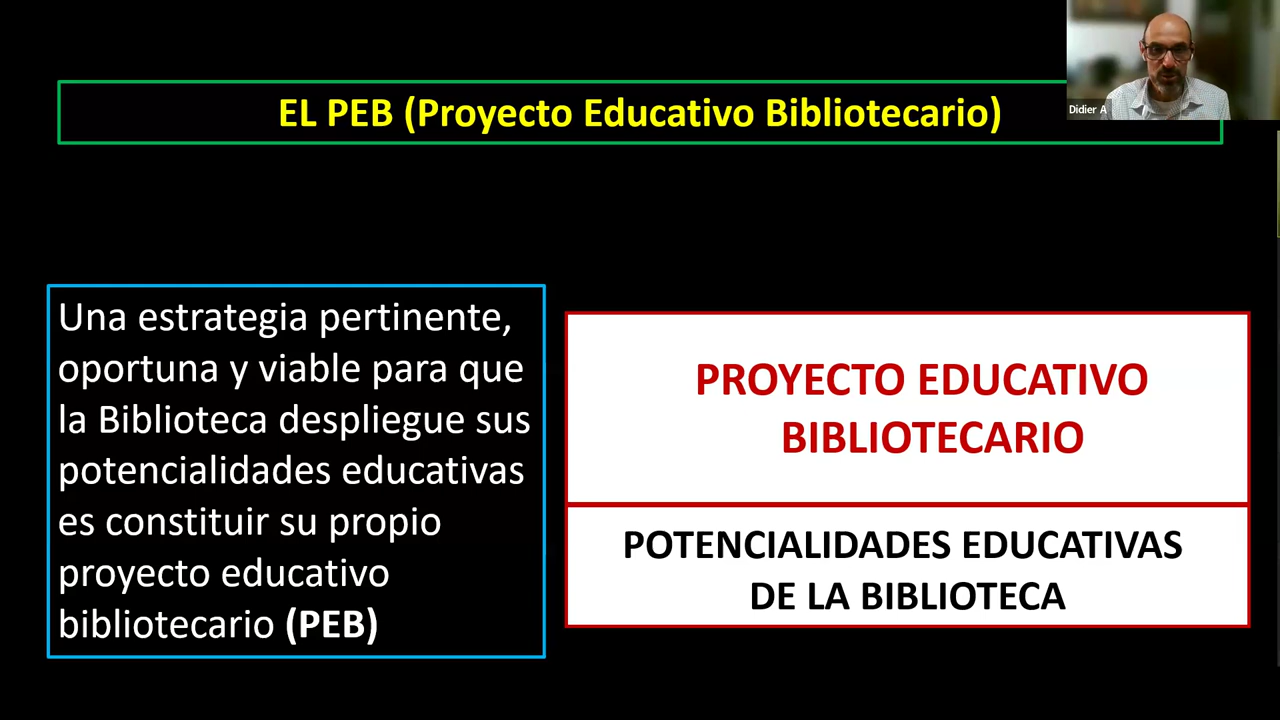 EL PEB (Proyecto Educativo Bibliotecario)
Didier A
Una estrategia pertinente,
oportuna y viable para que
la Biblioteca despliegue sus
potencialidades educativas
es constituir su propio
proyecto educativo
bibliotecario (PEB)
PROYECTO EDUCATIVO
BIBLIOTECARIO
POTENCIALIDADES EDUCATIVAS
DE LA BIBLIOTECA